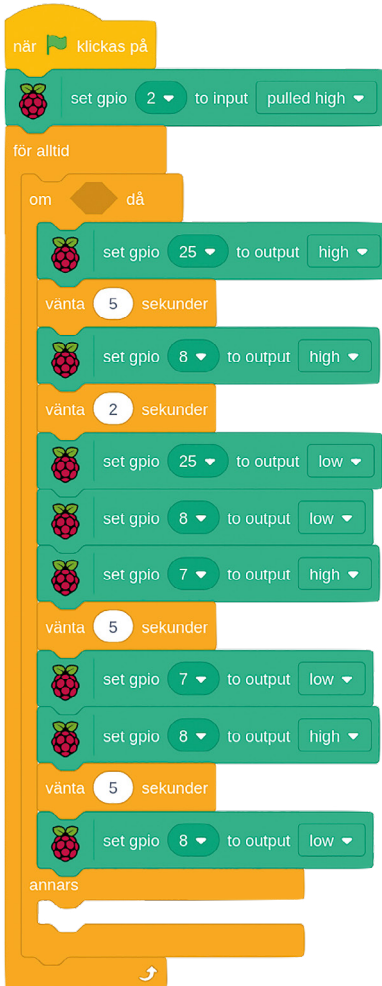 när klickas på
set gpio 2 to input pulled high
för alltid
om då
set gpio 25 to output high
vänta 5 sekunder
set gpio 8 to output high
vänta 2 sekunder
set gpio 25 to output low
set gpio 8 to output low
set gpio 7 to output high
vänta 5 sekunder
set gpio 7 to output low
set gpio 8 to output high
vänta 5 sekunder
set gpio 8 to output low
annars